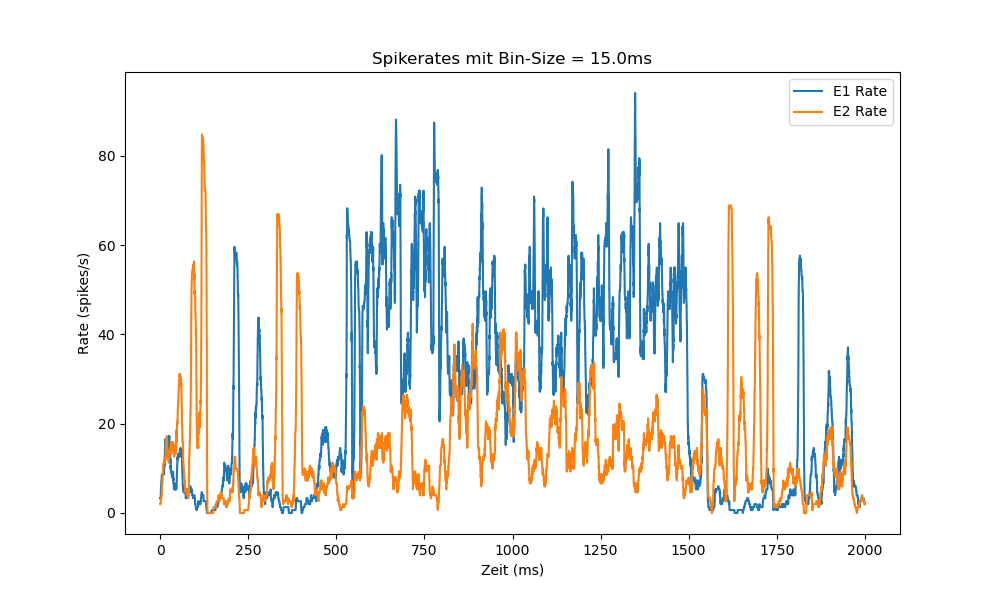 Spikerates mit Bin-Size = 15.0ms
E1 Rate
E2 Rate
Rate (spikes/s)
80
60
40
20
0
0 250 500 750 1000 1250 1500 1750 2000
Zeit (ms)